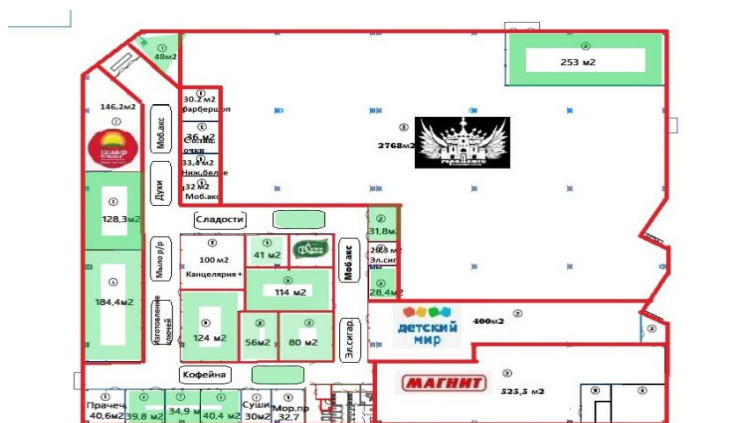 48м2
253 м2
146,2м2
30.2 м2
барбершоп
36 м2
Солнц.
очки
33,4 м2
Ниж.белье
32 м2
Моб.акс
Моб.акс
Духи
2768м2
128,3м2
Сладости
31,8м2
Эл.сиг
28,4м2
Мыло р/р
100 м2
Канцелярия +
41 м2
Моб.акс
114 м2
184,4м2
Изготовление
ключей
124 м2
56м2
80 м2
Эл.сигар
детский
мир
400м2
Кофейня
МАГНИТ
525,5 м2
Прачеч.
40,6м2
39,8 м2
34,9 м
40,4 м2
Суши
30м2
Мор.пр
32,7